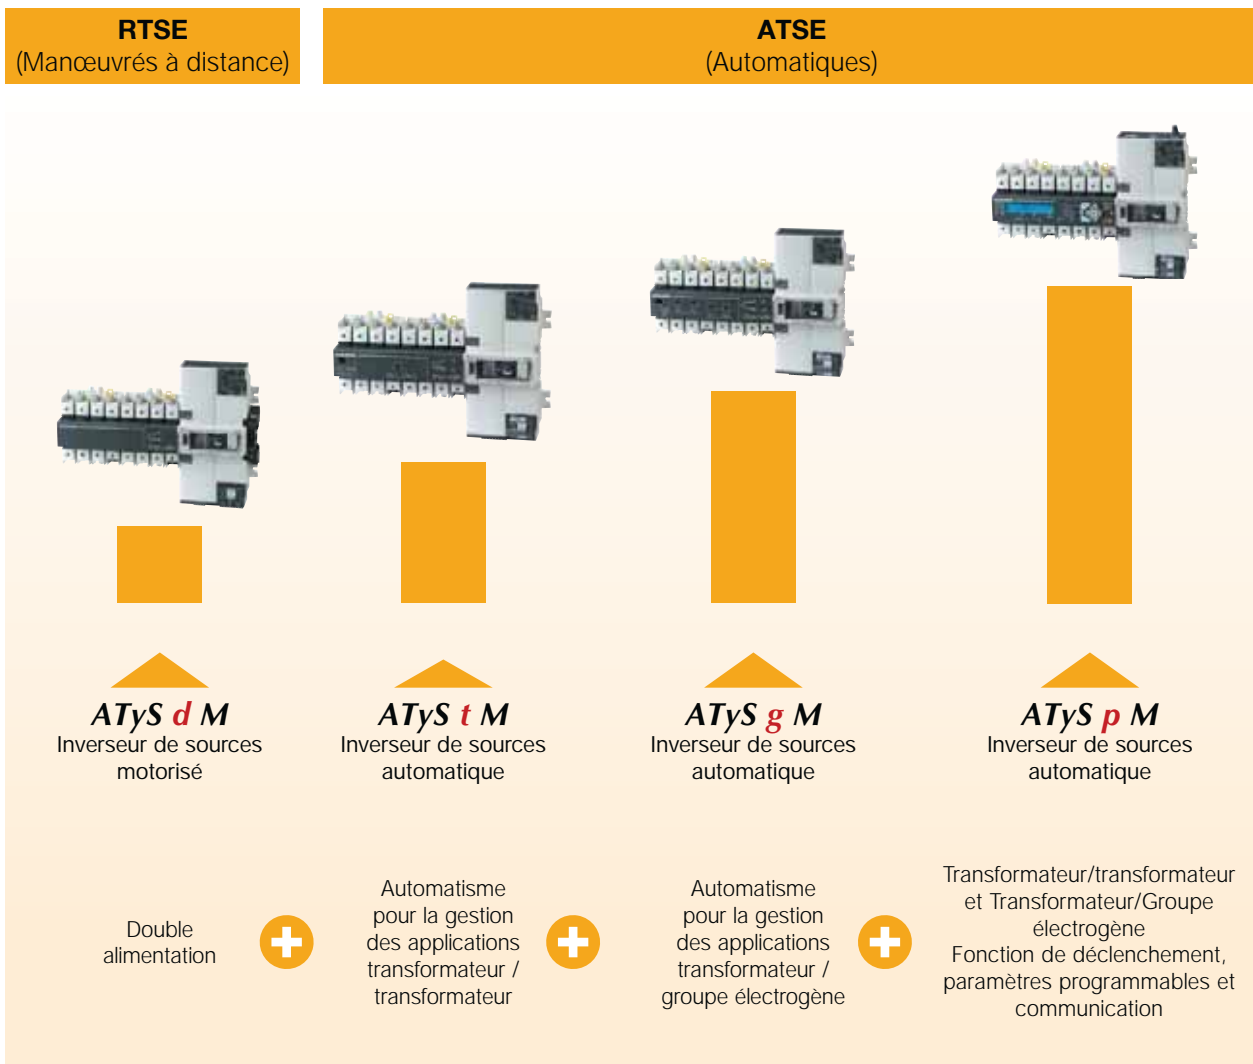 RTSE
(Manœuvrés à distance)
ATSE
(Automatiques)
ATyS d M
Inverseur de sources
motorisé
ATyS t M
Inverseur de sources
automatique
ATyS g M
Inverseur de sources
automatique
ATyS p M
Inverseur de sources
automatique
Double
alimentation
Automatisme
pour la gestion
des applications
transformateur /
transformateur
Automatisme
pour la gestion
des applications
transformateur /
groupe électrogène
Transformateur/transformateur
et Transformateur/Groupe
électrogène
Fonction de déclenchement,
paramètres programmables et
communication